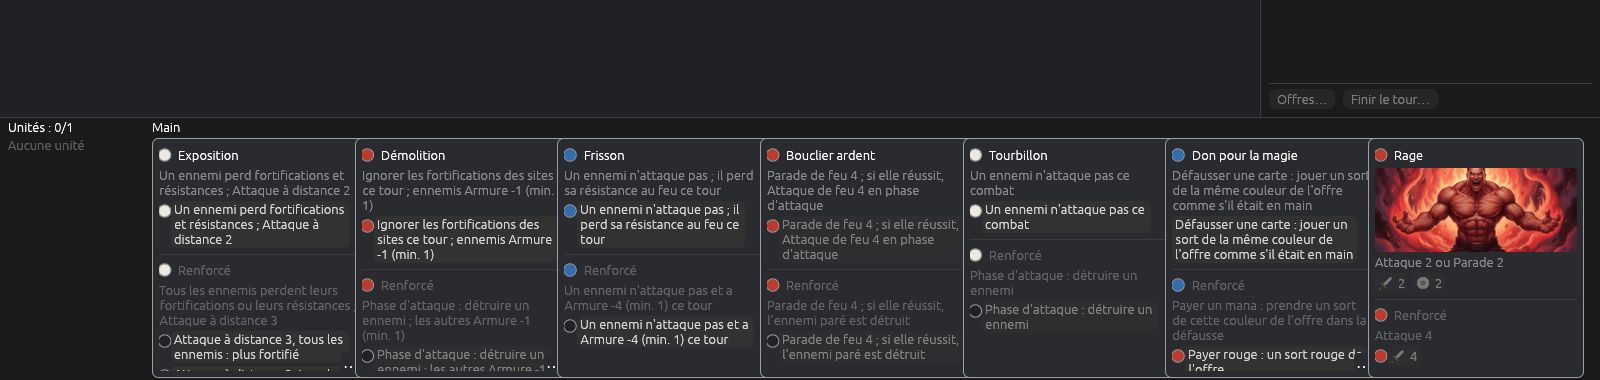 Offres…
Finir le tour…
Unités : 0/1
Aucune unité
Main
Exposition
Un ennemi perd fortifications et
résistances ; Attaque à distance 2
Un ennemi perd fortifications
et résistances ; Attaque à
distance 2
Renforcé
Tous les ennemis perdent leurs
fortifications ou leurs résistances ;
Attaque à distance 3
Attaque à distance 3, tous les
ennemis : plus fortifié
Démolition
Ignorer les fortifications des sites
ce tour ; ennemis Armure -1 (min.
1)
Ignorer les fortifications des
sites ce tour ; ennemis Armure
-1 (min. 1)
Renforcé
Phase d'attaque : détruire un
ennemi ; les autres Armure -1
(min. 1)
Phase d'attaque : détruire un
ennemi ; les autres Armure -1
Frisson
Un ennemi n'attaque pas ; il perd
sa résistance au feu ce tour
Un ennemi n'attaque pas ; il
perd sa résistance au feu ce
tour
Renforcé
Un ennemi n'attaque pas et a
Armure -4 (min. 1) ce tour
Un ennemi n'attaque pas et a
Armure -4 (min. 1) ce tour
Bouclier ardent
Parade de feu 4 ; si elle réussit,
Attaque de feu 4 en phase
d'attaque
Parade de feu 4 ; si elle réussit,
Attaque de feu 4 en phase
d'attaque
Renforcé
Parade de feu 4 ; si elle réussit,
l'ennemi paré est détruit
Parade de feu 4 ; si elle réussit,
l'ennemi paré est détruit
Tourbillon
Un ennemi n'attaque pas ce
combat
Un ennemi n'attaque pas ce
combat
Renforcé
Phase d'attaque : détruire un
ennemi
Phase d'attaque : détruire un
ennemi
Don pour la magie
Défausser une carte : jouer un sort
de la même couleur de l'offre
comme s'il était en main
Défausser une carte : jouer un
sort de la même couleur de
l'offre comme s'il était en main
Renforcé
Payer un mana : prendre un sort
de cette couleur de l'offre dans la
défausse
Payer rouge : un sort rouge d
l'offre
Rage
Attaque 2 ou Parade 2
2 2
Renforcé
Attaque 4
4